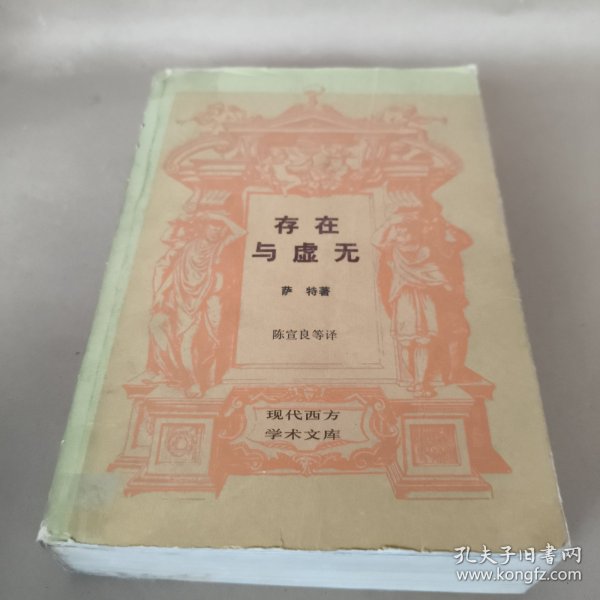 存在
与虚无
萨 特著
陈宣良等译
现代西方
学术文库
孔夫子旧书网
www.kongfz.com